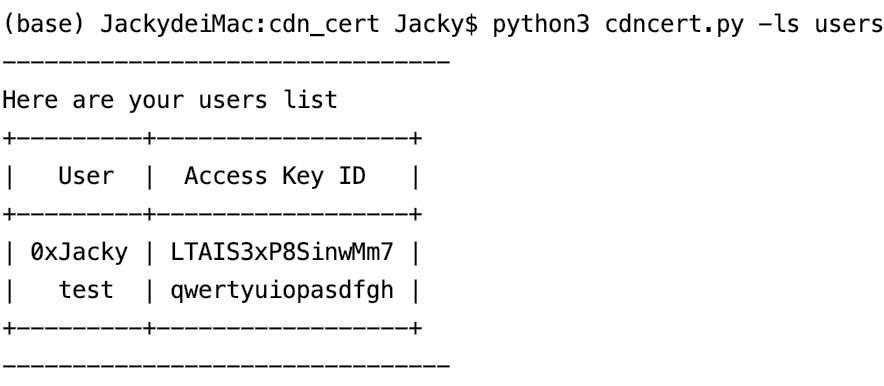 (base) JackydeiMac:cdn_cert Jacky$ python3 cdncert.py -ls users
--------------------------------
Here are your users list
+---------+------------------+
|   User  |  Access Key ID   |
+---------+------------------+
| 0xJacky | LTAIS3xP8SinwMm7 |
|   test  | qwertyuiopasdfgh |
+---------+------------------+
--------------------------------